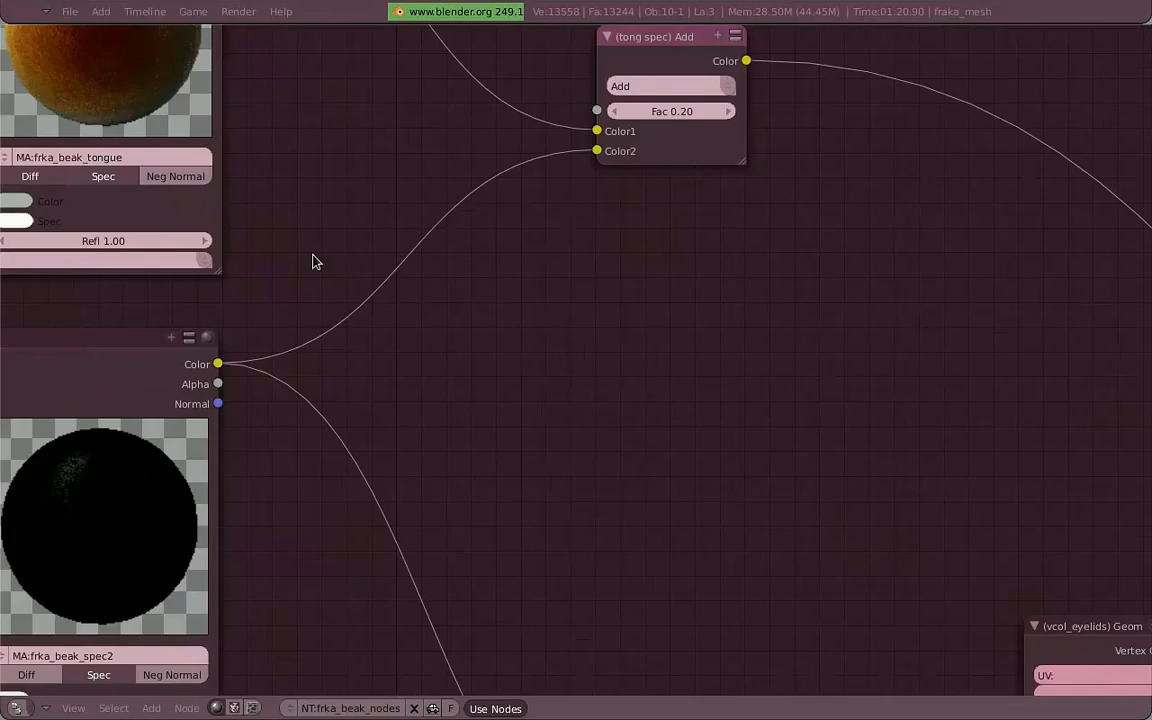 File Add Timeline Game Render Help www.blender.org 249.1 Ve:13558 | Fa:13244 | Ob:10-1 | La:3 | Mem:28.50M (44.45M) | Time:01:20.90 | fraka_mesh
(tong spec) Add
Color
Add
Fac 0.20
Color1
Color2
MA:frka_beak_tongue
Diff Spec Neg Normal
Color
Spec
Refl 1.00
Color
Alpha
Normal
MA:frka_beak_spec2
Diff Spec Neg Normal
(vcol_eyelids) Geom
Vertex C
UV:
View Select Add Node NT:frka_beak_nodes F Use Nodes